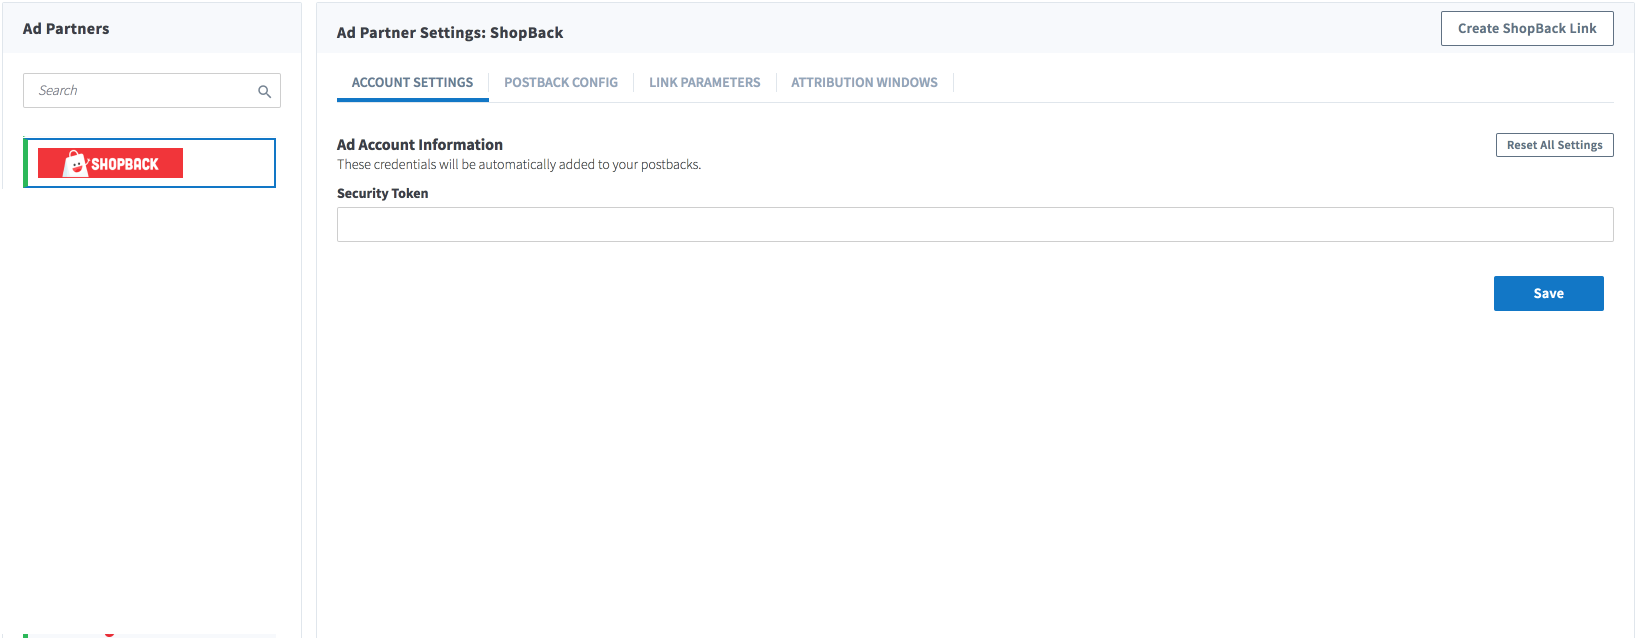 Ad Partners
Search
SHOPBACK
Ad Partner Settings: ShopBack
Create ShopBack Link
ACCOUNT SETTINGS
POSTBACK CONFIG
LINK PARAMETERS
ATTRIBUTION WINDOWS
Ad Account Information
Reset All Settings
These credentials will be automatically added to your postbacks.
Security Token
Save